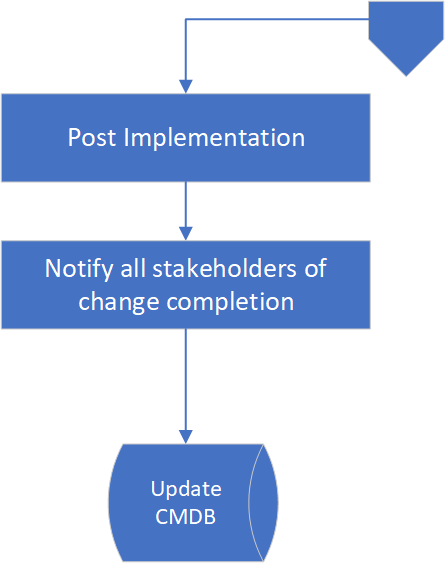 Post Implementation
Notify all stakeholders of
change completion
Update
CMDB